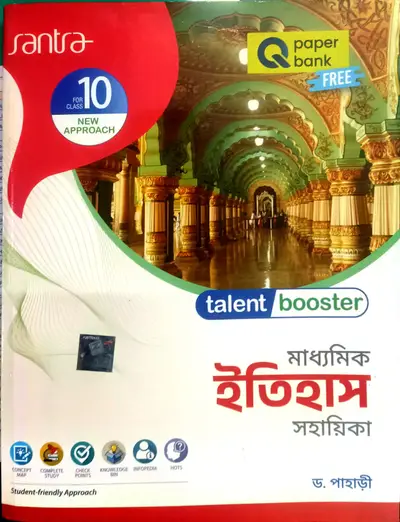 santra
Q paper
bank
FREE
FOR
CLASS
10
NEW
APPROACH
talent booster
মাধ্যমিক
ইতিহাস
সহায়িকা
CONCEPT
MAP
COMPLETE
STUDY
CHECK
POINTS
KNOWLEDGE
BIN
INFOPEDIA
HOTS
Student-friendly Approach
ড. পাহাড়ী